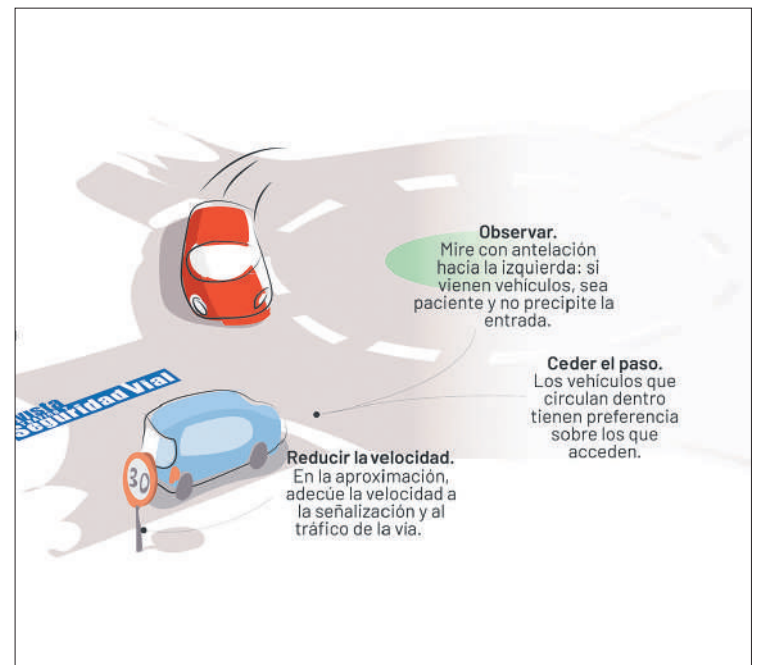 Observar.
Mire con antelación
hacia la izquierda: si
vienen vehículos, sea
paciente y no precipite la
entrada.
Ceder el paso.
Los vehículos que
circulan dentro
tienen preferencia
sobre los que
acceden.
vista
Seguridad Vial
30
Reducir la velocidad.
En la aproximación,
adecúe la velocidad a
la señalización y al
tráfico de la vía.